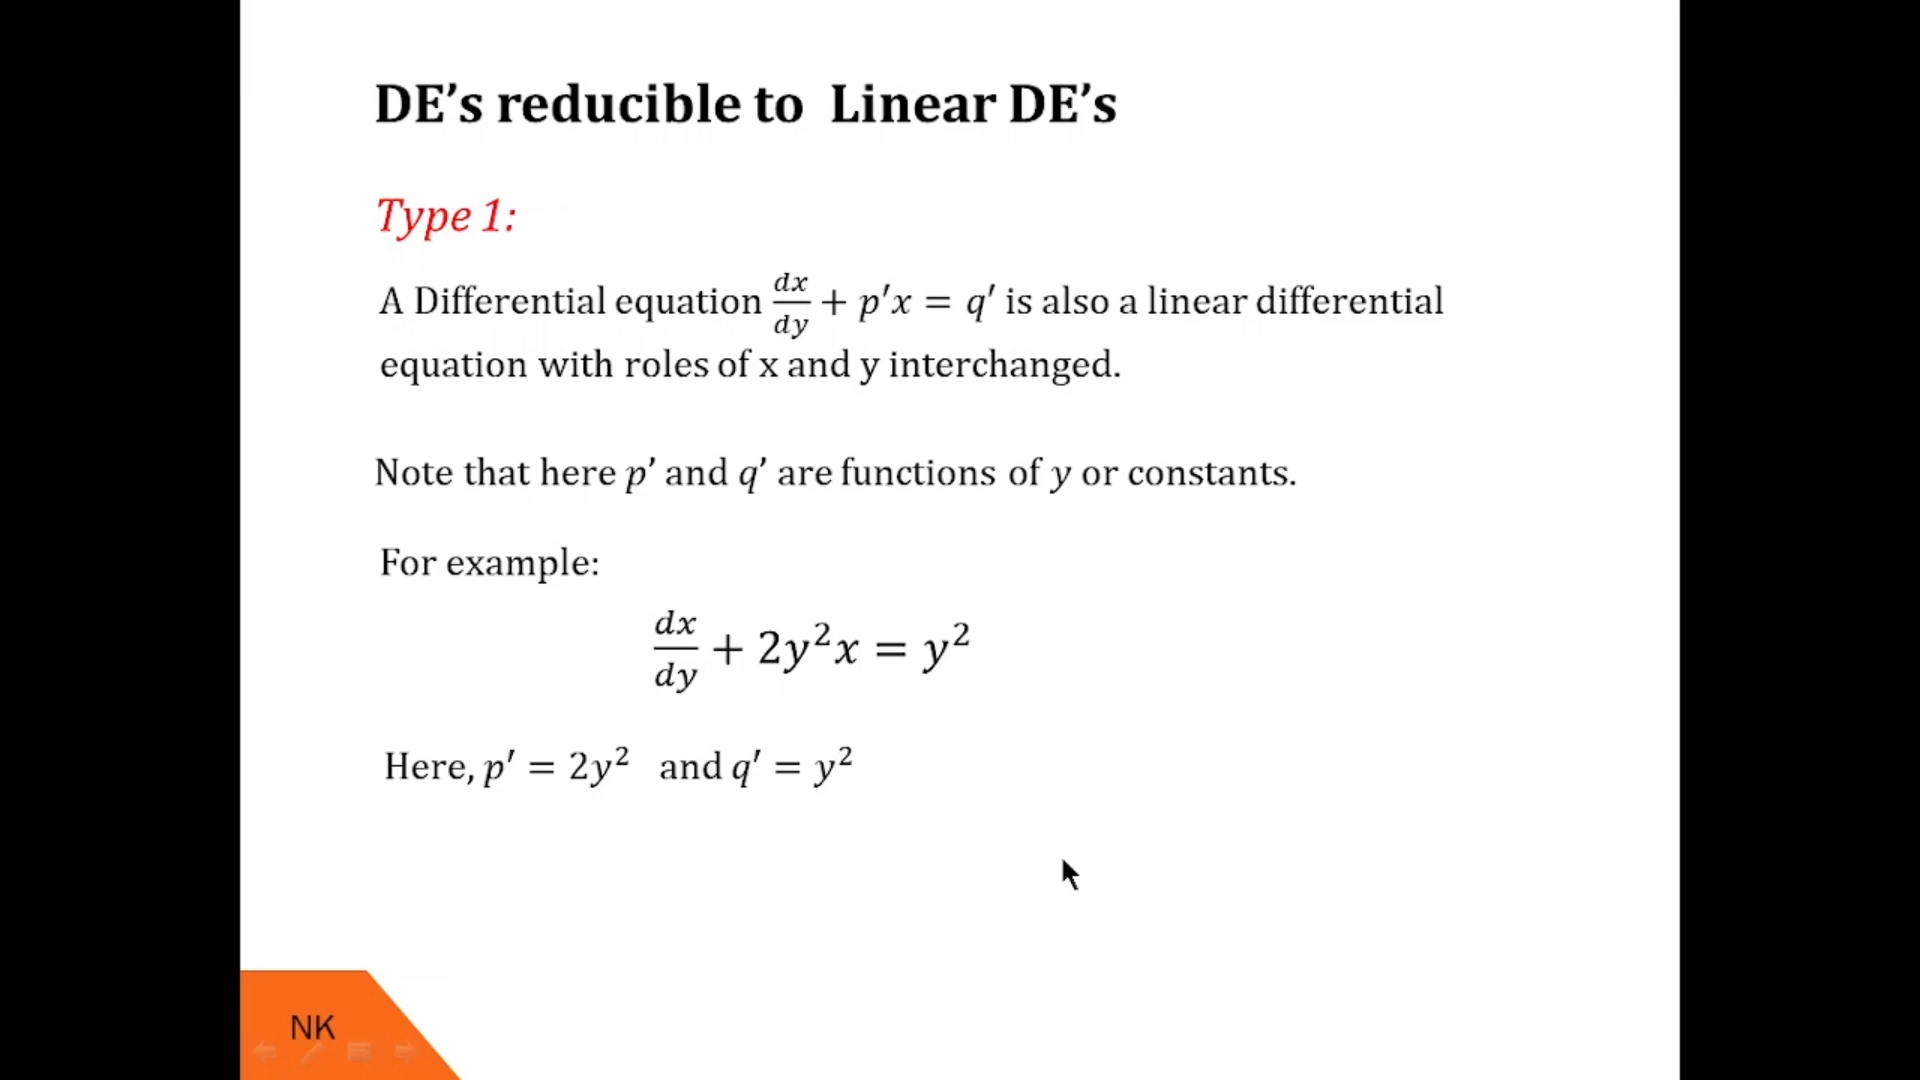 DE’s reducible to Linear DE’s
Type 1:
A Differential equation dx/dy + p′x = q′ is also a linear differential
equation with roles of x and y interchanged.
Note that here p’ and q’ are functions of y or constants.
For example:
dx/dy + 2y²x = y²
Here, p′ = 2y² and q′ = y²
NK